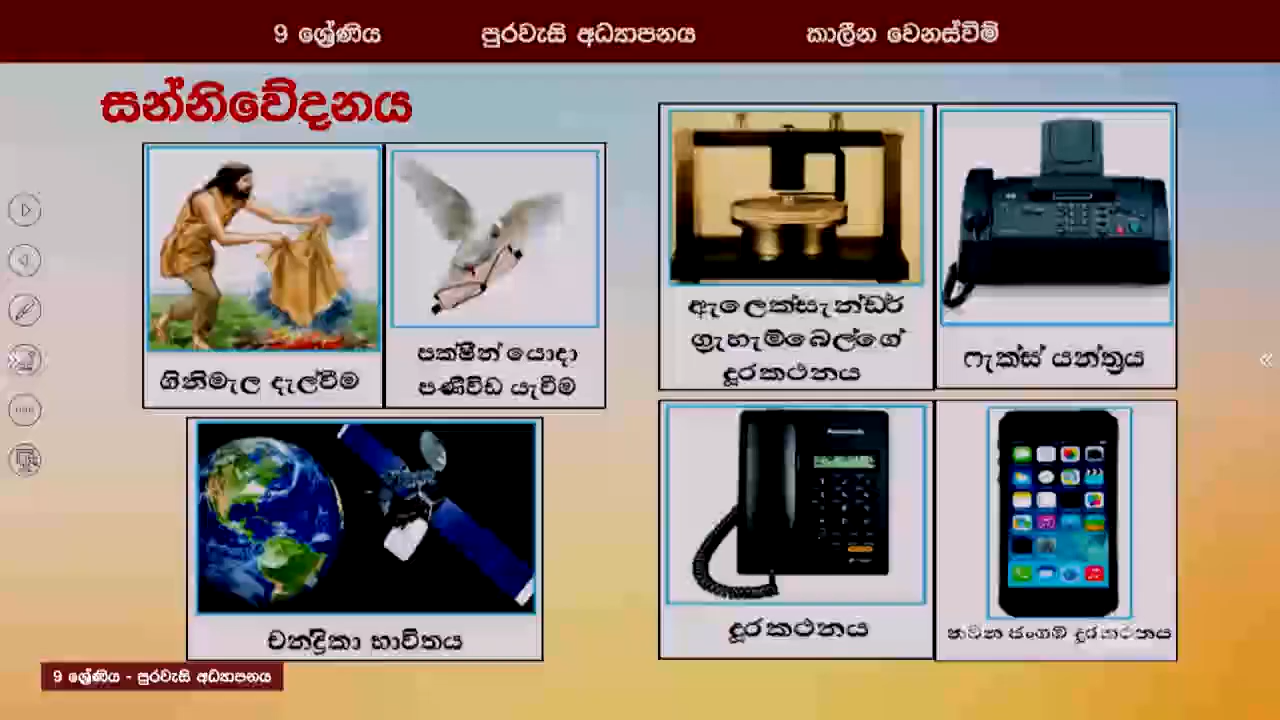 9 ශ්‍රේණිය
පුරවැසි අධ්‍යාපනය
කාලීන වෙනස්වීම්
සන්නිවේදනය
ගිනිමැල දැල්වීම
පක්ෂීන් යොදා
පණිවිඩ යැවීම
ඇලෙක්සැන්ඩර්
ග්‍රැහැම්බෙල්ගේ
දුරකථනය
ෆැක්ස් යන්ත්‍රය
චන්ද්‍රිකා භාවිතය
දුරකථනය
නවීන ජංගම දුරකථනය
9 ශ්‍රේණිය - පුරවැසි අධ්‍යාපනය